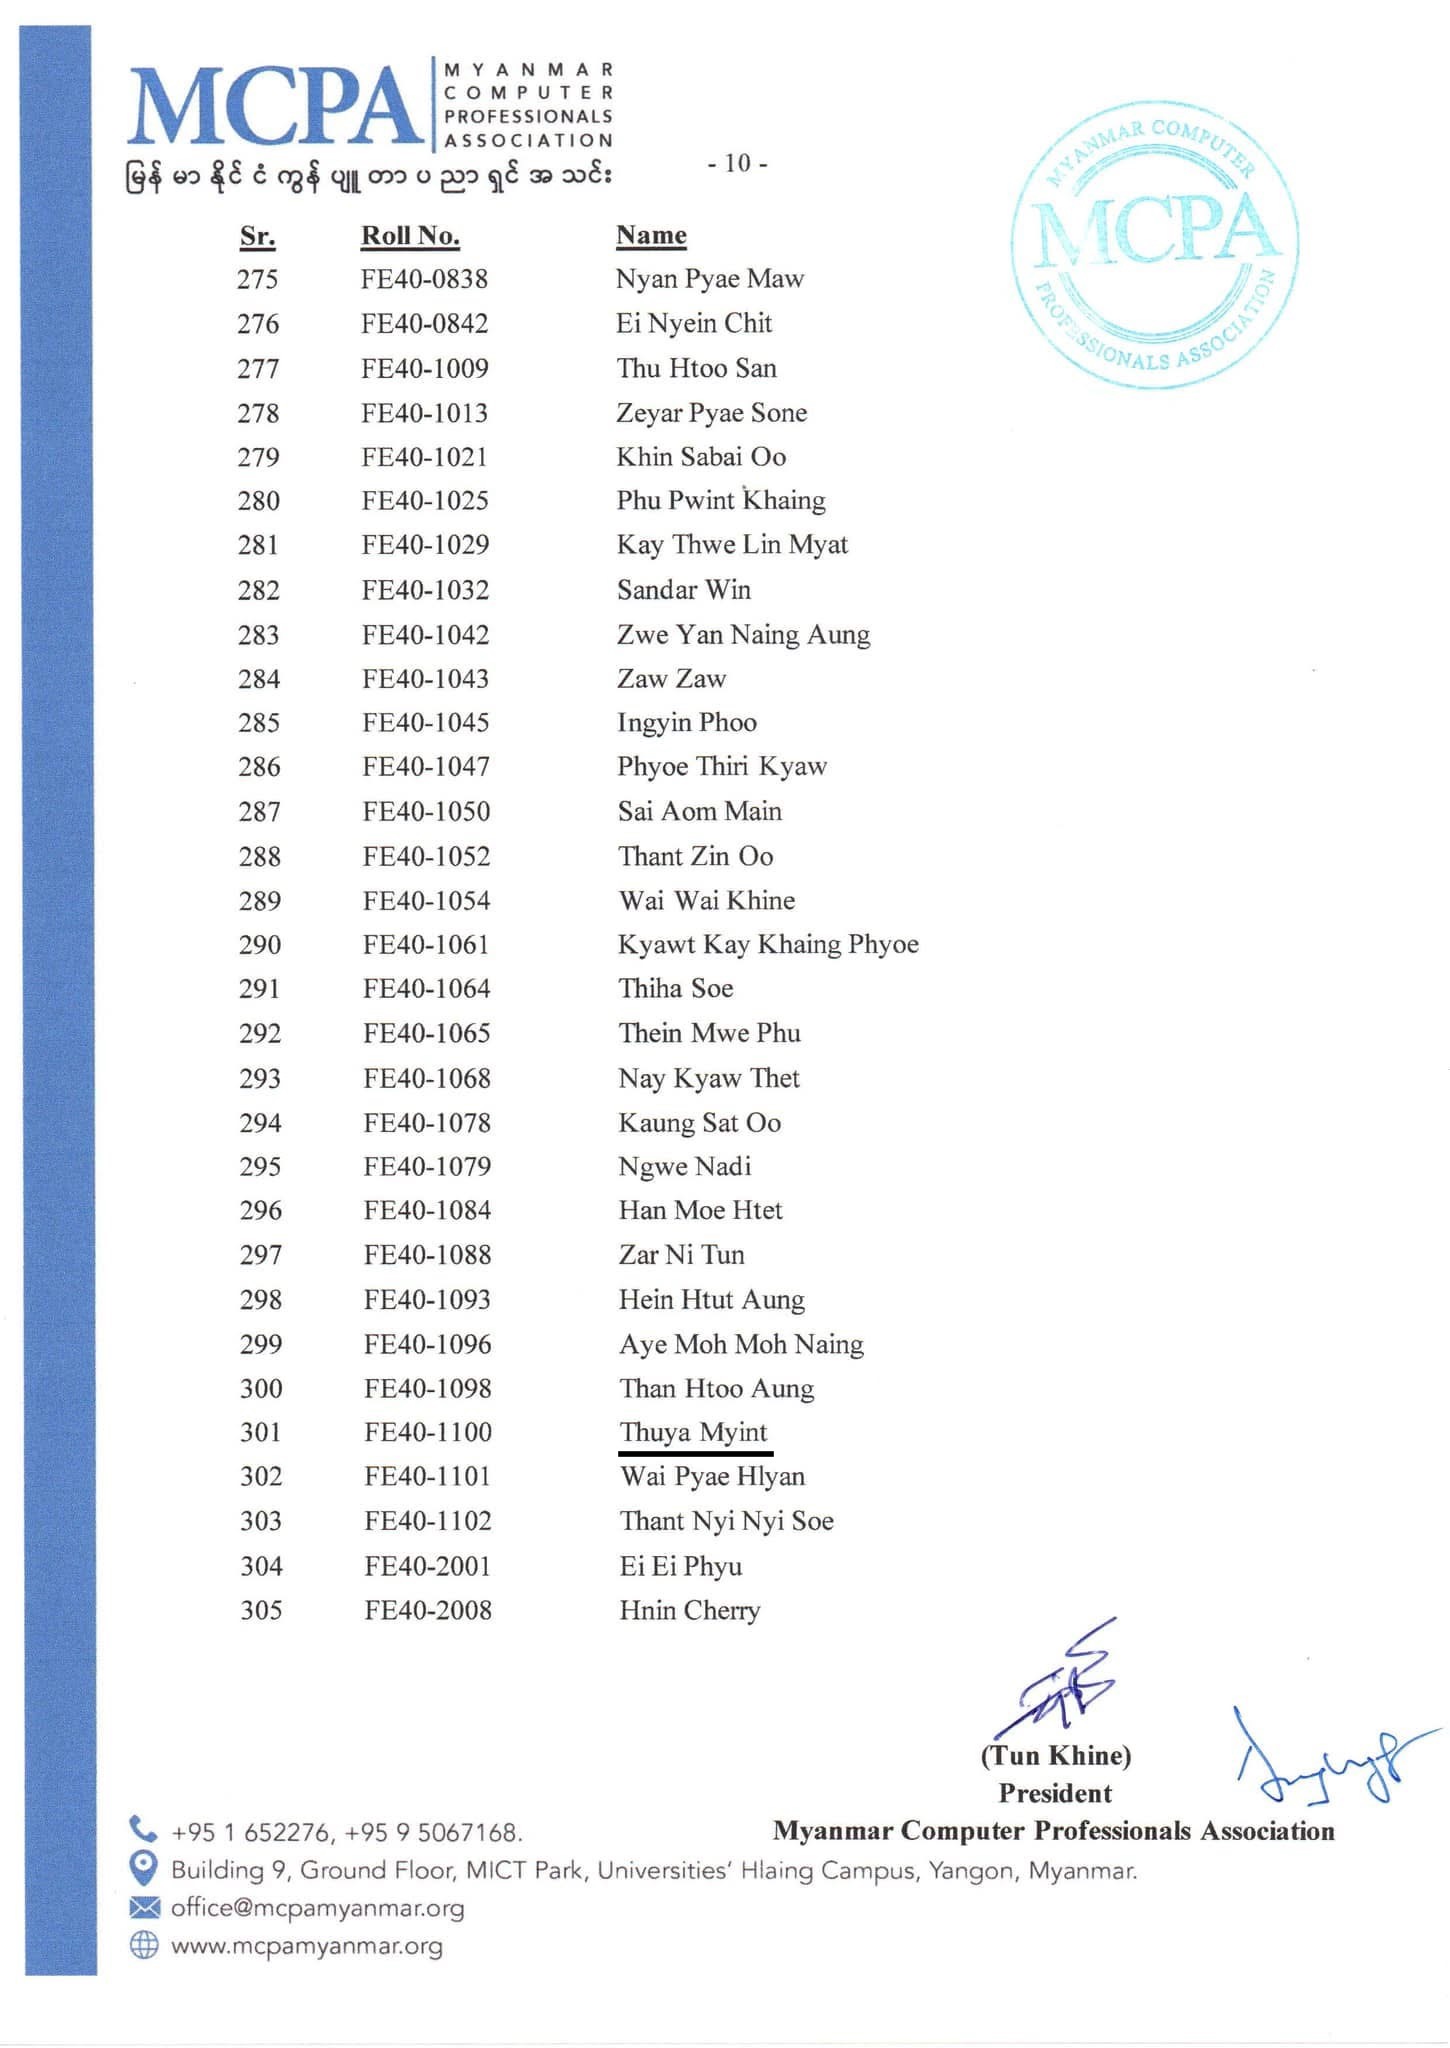 MCPA
MYANMAR
COMPUTER
PROFESSIONALS
ASSOCIATION
မြန်မာနိုင်ငံကွန်ပျူတာပညာရှင်အသင်း
- 10 -
MYANMAR COMPUTER
MCPA
PROFESSIONALS ASSOCIATION
Sr. Roll No. Name
275 FE40-0838 Nyan Pyae Maw
276 FE40-0842 Ei Nyein Chit
277 FE40-1009 Thu Htoo San
278 FE40-1013 Zeyar Pyae Sone
279 FE40-1021 Khin Sabai Oo
280 FE40-1025 Phu Pwint Khaing
281 FE40-1029 Kay Thwe Lin Myat
282 FE40-1032 Sandar Win
283 FE40-1042 Zwe Yan Naing Aung
284 FE40-1043 Zaw Zaw
285 FE40-1045 Ingyin Phoo
286 FE40-1047 Phyoe Thiri Kyaw
287 FE40-1050 Sai Aom Main
288 FE40-1052 Thant Zin Oo
289 FE40-1054 Wai Wai Khine
290 FE40-1061 Kyawt Kay Khaing Phyoe
291 FE40-1064 Thiha Soe
292 FE40-1065 Thein Mwe Phu
293 FE40-1068 Nay Kyaw Thet
294 FE40-1078 Kaung Sat Oo
295 FE40-1079 Ngwe Nadi
296 FE40-1084 Han Moe Htet
297 FE40-1088 Zar Ni Tun
298 FE40-1093 Hein Htut Aung
299 FE40-1096 Aye Moh Moh Naing
300 FE40-1098 Than Htoo Aung
301 FE40-1100 Thuya Myint
302 FE40-1101 Wai Pyae Hlyan
303 FE40-1102 Thant Nyi Nyi Soe
304 FE40-2001 Ei Ei Phyu
305 FE40-2008 Hnin Cherry
(Tun Khine)
President
Myanmar Computer Professionals Association
+95 1 652276, +95 9 5067168.
Building 9, Ground Floor, MICT Park, Universities' Hlaing Campus, Yangon, Myanmar.
office@mcpamyanmar.org
www.mcpamyanmar.org